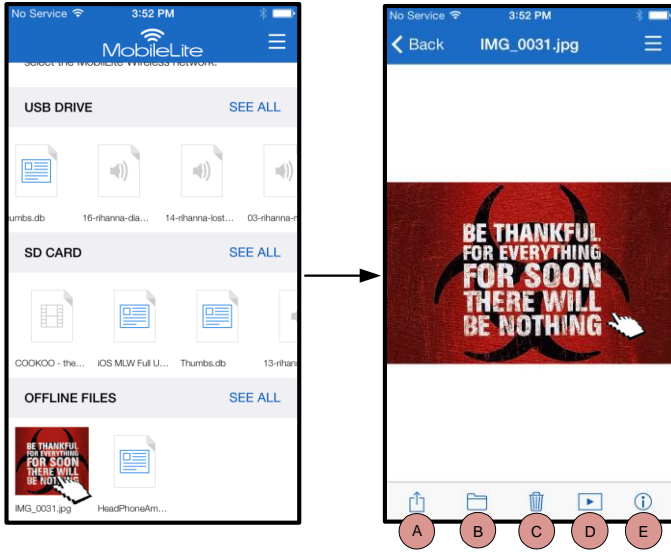 No Service 3:52 PM
MobileLite
select the MobiLite Wireless network.
USB DRIVE SEE ALL
umbs.db 16-rihanna-dia... 14-rihanna-lost... 03-rihanna-r
SD CARD SEE ALL
COOKOO - the... iOS MLW Full U... Thumbs.db 13-rihan
OFFLINE FILES SEE ALL
BE THANKFUL
FOR EVERYTHING
FOR SOON
THERE WILL
BE NOTHING
IMG_0031.jpg HeadPhoneAm...
No Service 3:52 PM
Back IMG_0031.jpg
BE THANKFUL
FOR EVERYTHING
FOR SOON
THERE WILL
BE NOTHING
A B C D E